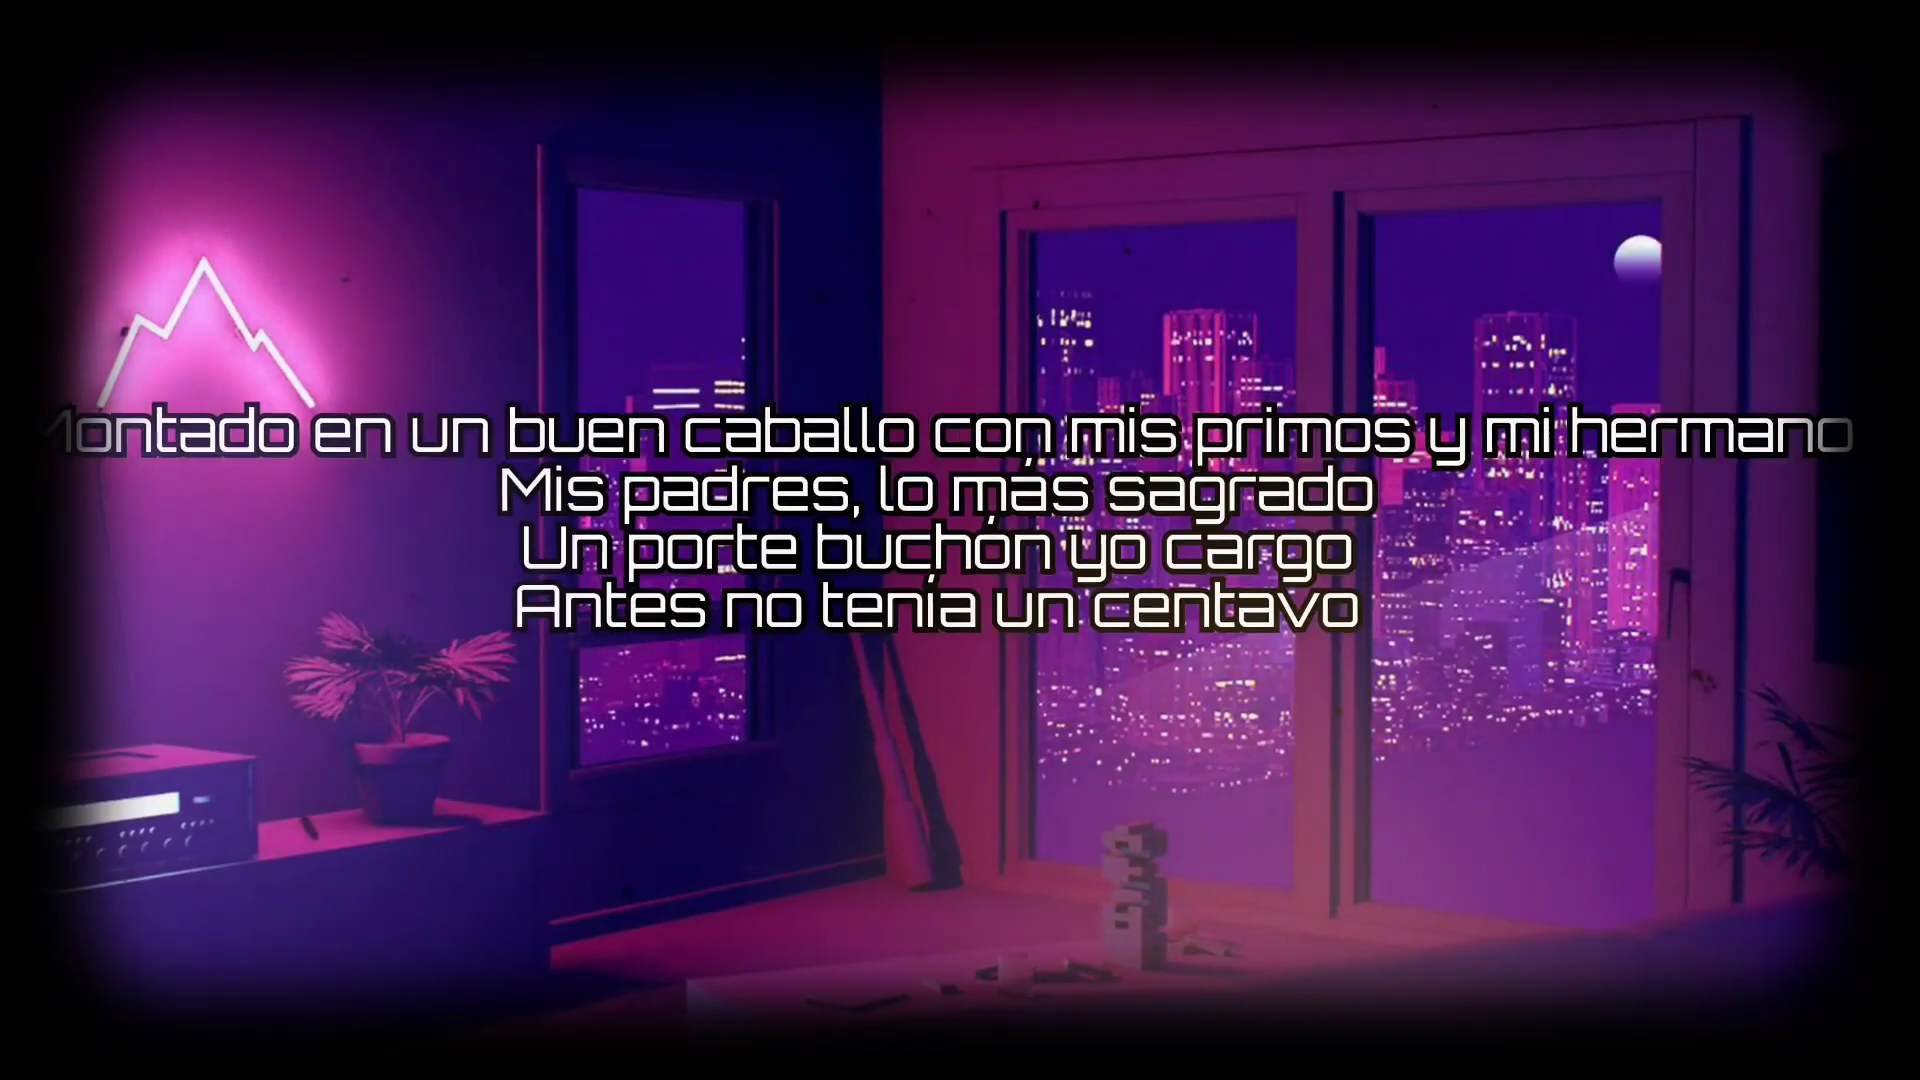 Montado en un buen caballo con mis primos y mi hermano
Mis padres, lo más sagrado
Un porte buchón yo cargo
Antes no tenía un centavo